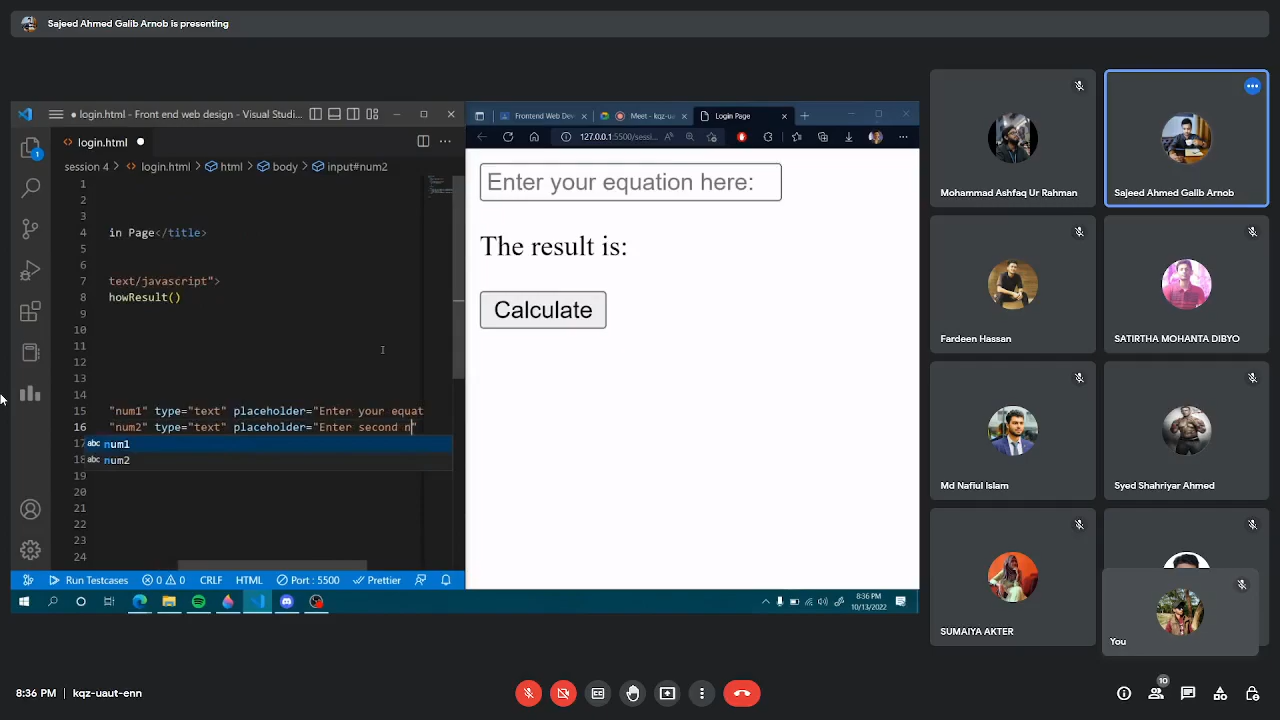 Sajeed Ahmed Galib Arnob is presenting
login.html - Front end web design - Visual Studi...
login.html
session 4 > login.html > html > body > input#num2
1
2
3
4 in Page</title>
5
6
7 text/javascript">
8 howResult()
9
10
11
12
13
14
15 "num1" type="text" placeholder="Enter your equat
16 "num2" type="text" placeholder="Enter second n"
17 abc num1
18 abc num2
19
20
21
22
23
24
Run Testcases 0 0 CRLF HTML Port : 5500 Prettier
Frontend Web De
Meet - kqz-u
Login Page
127.0.0.1:5500/sessi...
Enter your equation here:
The result is:
Calculate
8:36 PM
10/13/2022
Mohammad Ashfaq Ur Rahman
Sajeed Ahmed Galib Arnob
Fardeen Hassan
SATIRTHA MOHANTA DIBYO
Md Nafiul Islam
Syed Shahriyar Ahmed
SUMAIYA AKTER
You
8:36 PM | kqz-uaut-enn
10